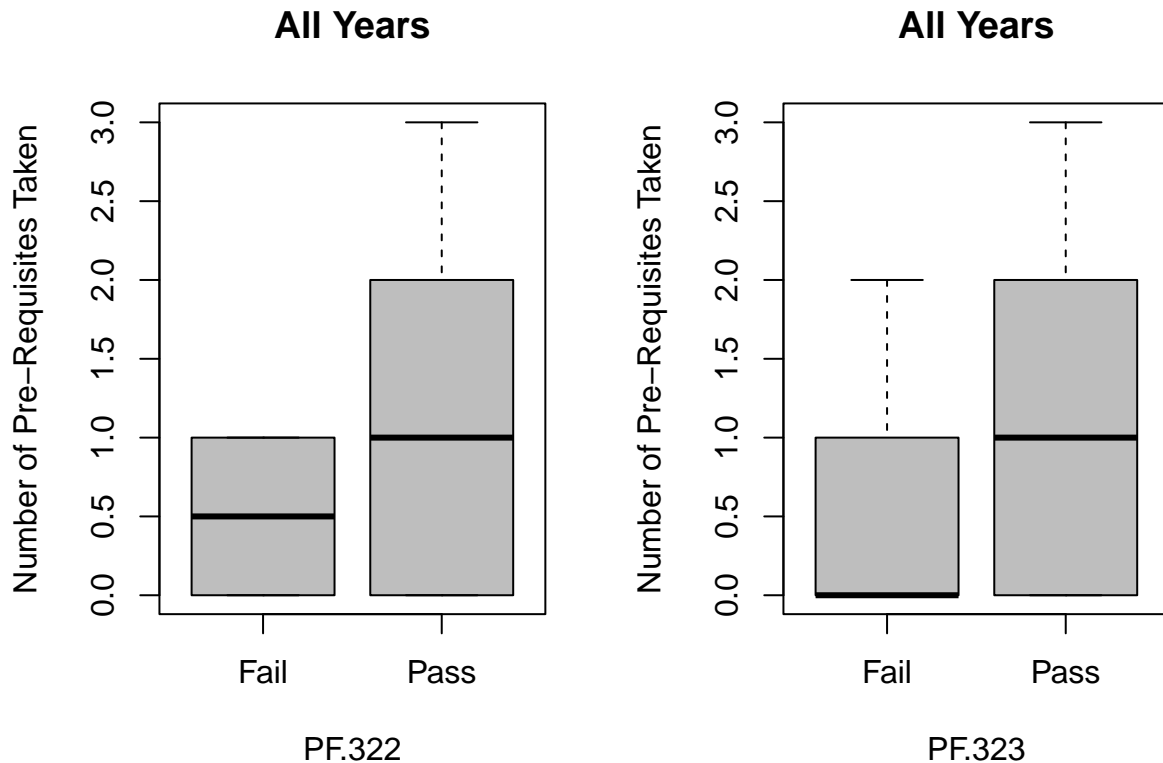 All Years
Number of Pre−Requisites Taken
3.0
2.5
2.0
1.5
1.0
0.5
0.0
Fail Pass
PF.322
All Years
Number of Pre−Requisites Taken
3.0
2.5
2.0
1.5
1.0
0.5
0.0
Fail Pass
PF.323